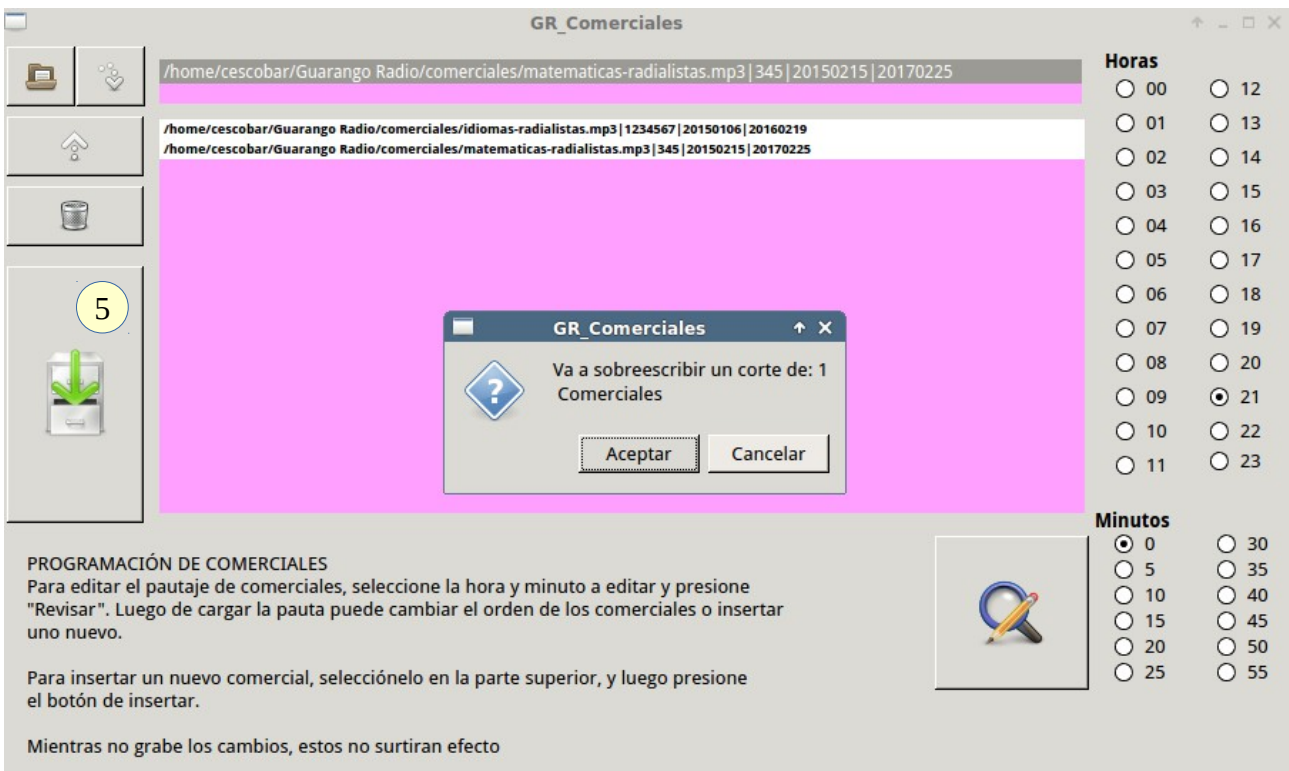 GR_Comerciales
/home/cescobar/Guarango Radio/comerciales/matematicas-radialistas.mp3|345|20150215|20170225
/home/cescobar/Guarango Radio/comerciales/idiomas-radialistas.mp3|1234567|20150106|20160219
/home/cescobar/Guarango Radio/comerciales/matematicas-radialistas.mp3|345|20150215|20170225
5
GR_Comerciales
Va a sobreescribir un corte de: 1
Comerciales
Aceptar Cancelar
Horas
00 12
01 13
02 14
03 15
04 16
05 17
06 18
07 19
08 20
09 21
10 22
11 23
Minutos
0 30
5 35
10 40
15 45
20 50
25 55
PROGRAMACIÓN DE COMERCIALES
Para editar el pautaje de comerciales, seleccione la hora y minuto a editar y presione
"Revisar". Luego de cargar la pauta puede cambiar el orden de los comerciales o insertar
uno nuevo.
Para insertar un nuevo comercial, selecciónelo en la parte superior, y luego presione
el botón de insertar.
Mientras no grabe los cambios, estos no surtiran efecto